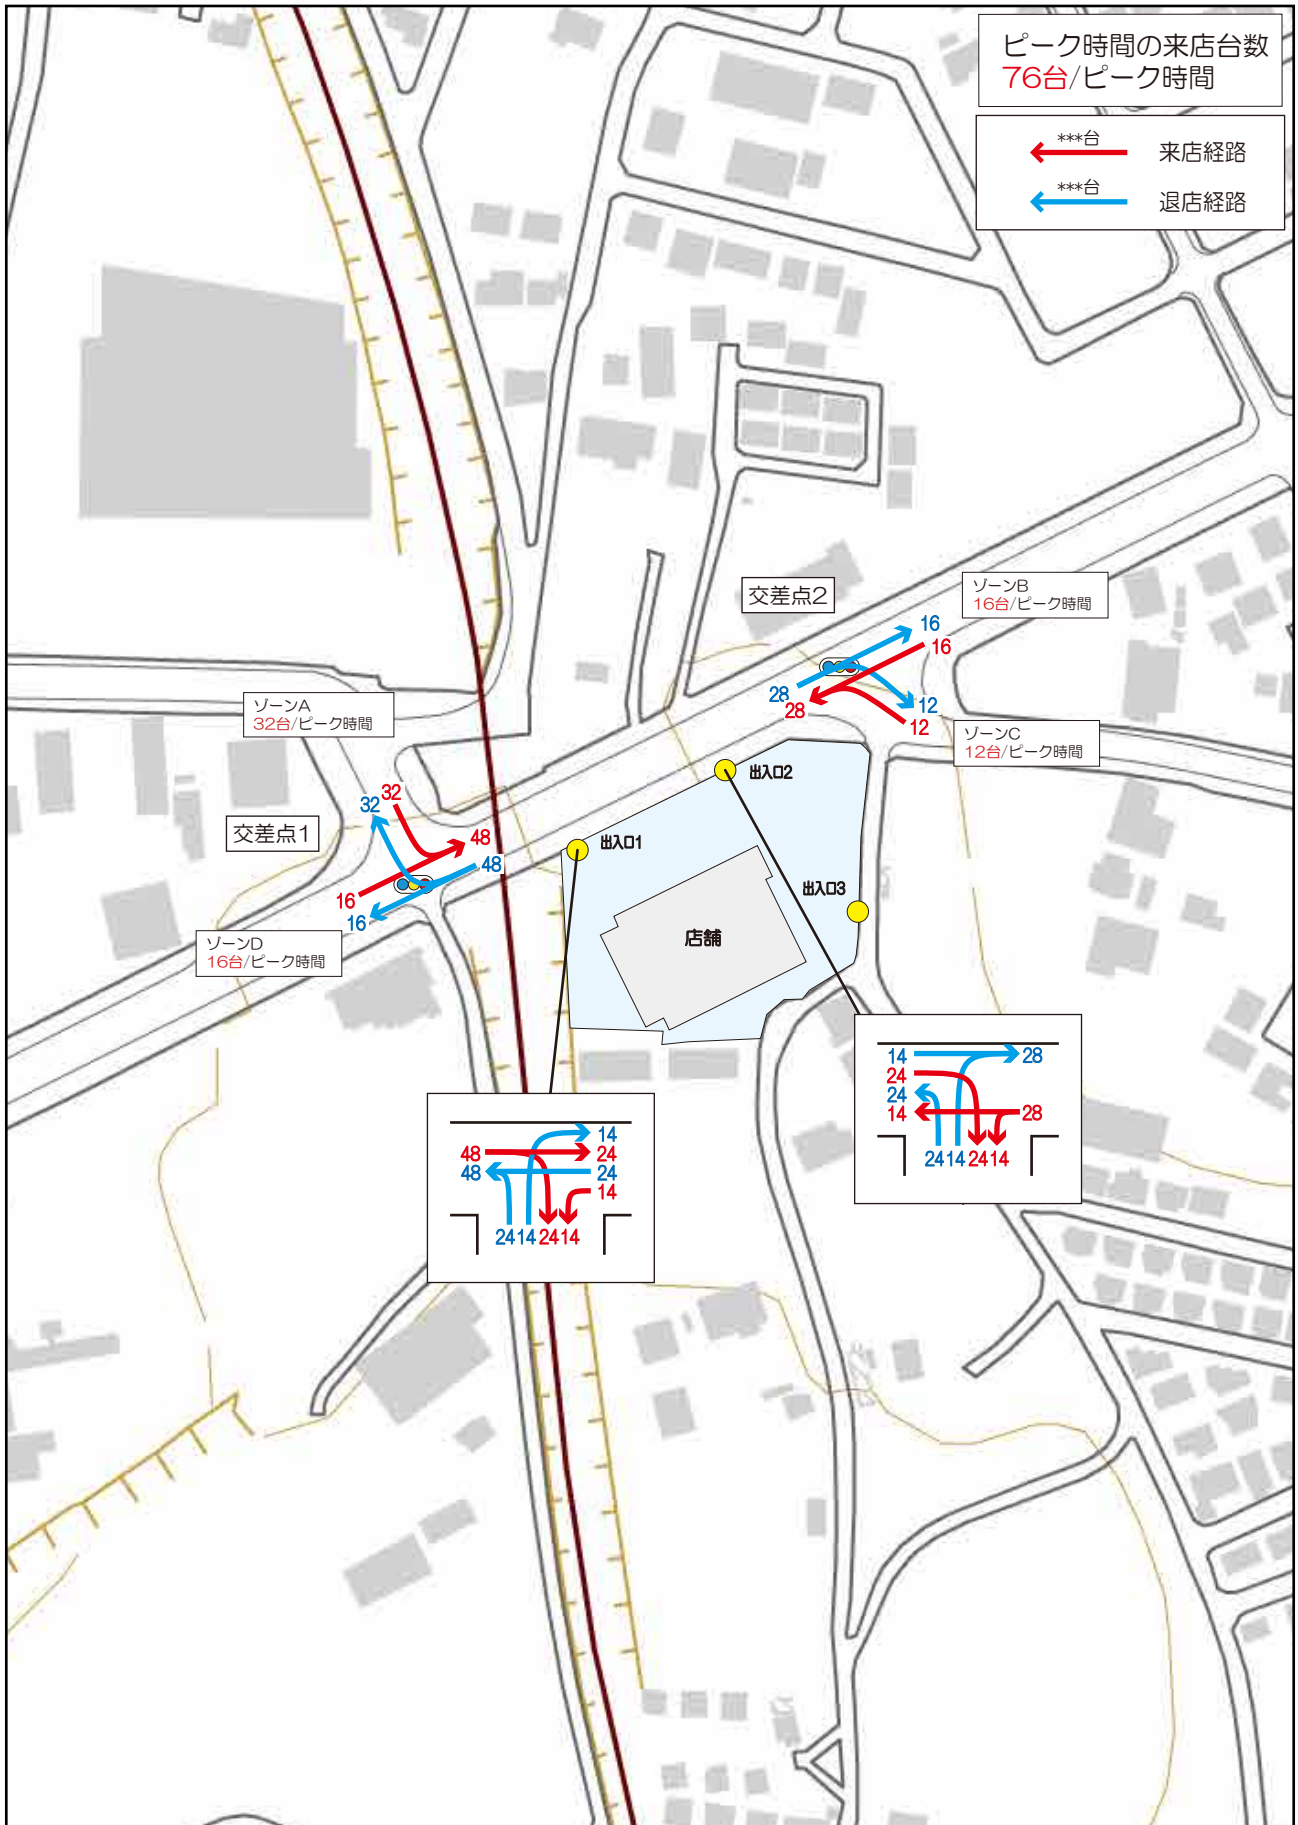 ピーク時間の来店台数
76台/ピーク時間
***台
来店経路
***台
退店経路
交差点2
ゾーンB
16台/ピーク時間
16
16
28
28
12
12
ゾーンC
12台/ピーク時間
ゾーンA
32台/ピーク時間
32
32
交差点1
48
48
16
16
ゾーンD
16台/ピーク時間
出入口2
出入口1
出入口3
店舗
14
28
24
24
14
28
24 14 24 14
14
48
24
48
24
14
24 14 24 14